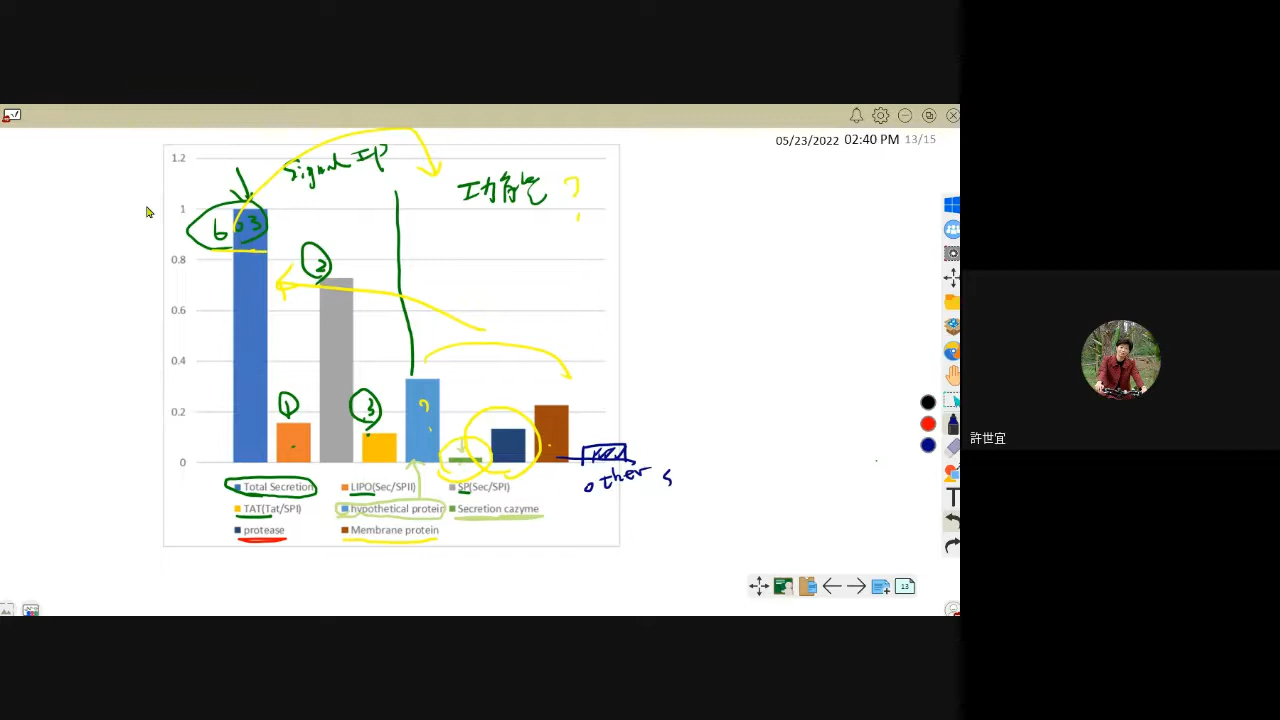 05/23/2022 02:40 PM 13/15
1.2
1
0.8
0.6
0.4
0.2
0
Signal IP
功能 ?
603
②
①
③
?
others
Total Secretion LIPO(Sec/SPII) SP(Sec/SPI)
TAT(Tat/SPI) hypothetical protein Secretion cazyme
protease Membrane protein
許世宜
T
13